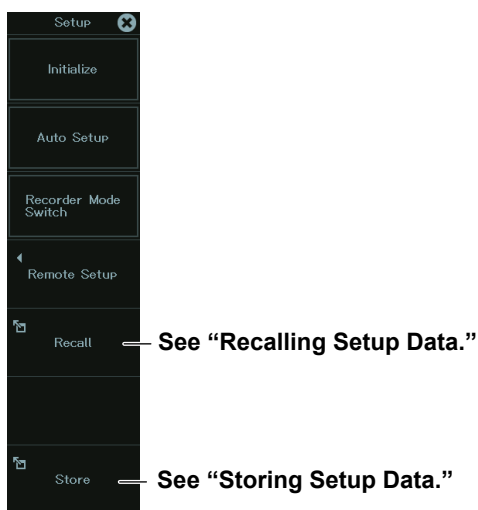 Setup
Initialize
Auto Setup
Recorder Mode
Switch
Remote Setup
Recall
See “Recalling Setup Data.”
Store
See “Storing Setup Data.”